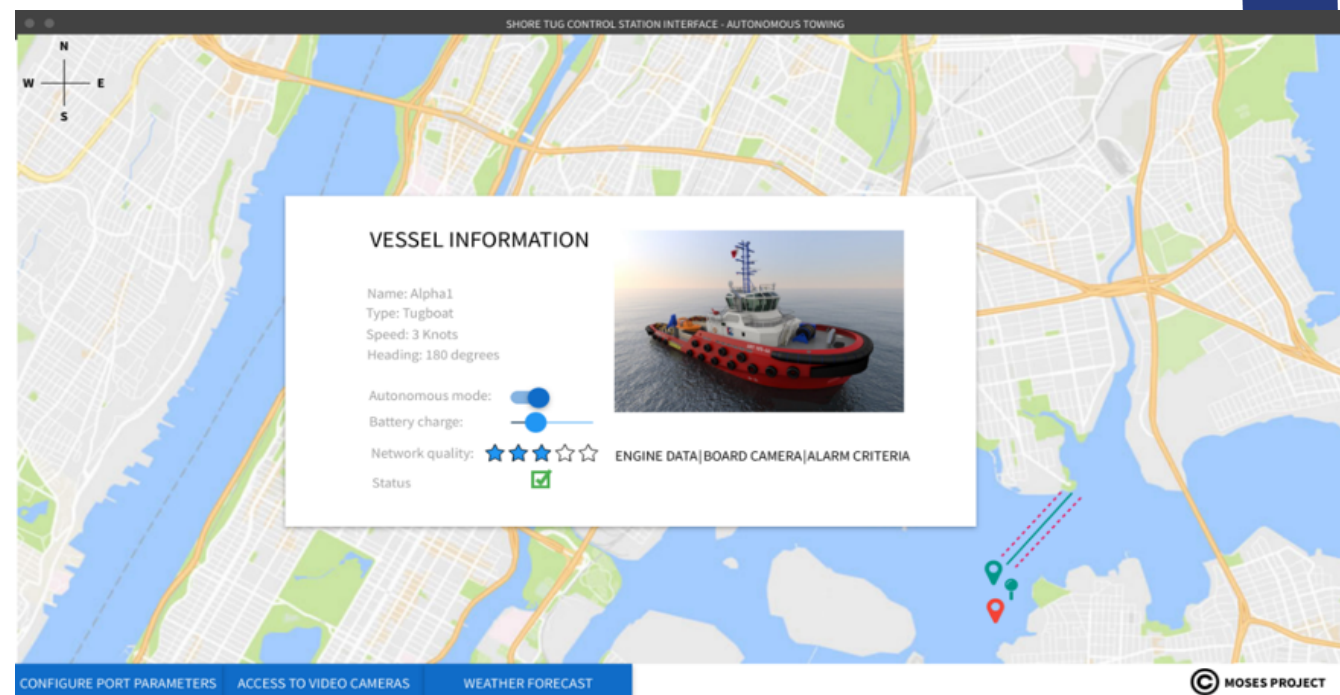 SHORE TUG CONTROL STATION INTERFACE - AUTONOMOUS TOWING
N
W E
S
VESSEL INFORMATION
Name: Alpha1
Type: Tugboat
Speed: 3 Knots
Heading: 180 degrees
Autonomous mode:
Battery charge:
Network quality:
Status
ENGINE DATA|BOARD CAMERA|ALARM CRITERIA
CONFIGURE PORT PARAMETERS ACCESS TO VIDEO CAMERAS WEATHER FORECAST
© MOSES PROJECT